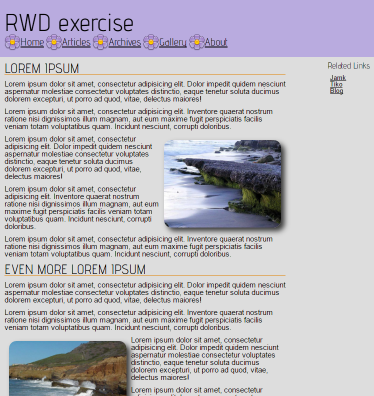 RWD exercise
Home Articles Archives Gallery About
LOREM IPSUM
Related Links
Jamk
Tiko
Blog
Lorem ipsum dolor sit amet, consectetur adipisicing elit. Dolor impedit quidem nesciunt
aspernatur molestiae consectetur voluptates distinctio, eaque tenetur soluta ducimus
dolorem excepturi, ut porro ad quod, vitae, delectus maiores!
Lorem ipsum dolor sit amet, consectetur adipisicing elit. Inventore quaerat nostrum
ratione nisi dignissimos illum magnam, aut eum maxime fugit perspiciatis facilis
veniam totam voluptatibus quam. Incidunt nesciunt, corrupti doloribus.
Lorem ipsum dolor sit amet, consectetur
adipisicing elit. Dolor impedit quidem nesciunt
aspernatur molestiae consectetur voluptates
distinctio, eaque tenetur soluta ducimus
dolorem excepturi, ut porro ad quod, vitae,
delectus maiores!
Lorem ipsum dolor sit amet, consectetur
adipisicing elit. Inventore quaerat nostrum
ratione nisi dignissimos illum magnam, aut eum
maxime fugit perspiciatis facilis veniam totam
voluptatibus quam. Incidunt nesciunt, corrupti
doloribus.
Lorem ipsum dolor sit amet, consectetur adipisicing elit. Inventore quaerat nostrum
ratione nisi dignissimos illum magnam, aut eum maxime fugit perspiciatis facilis
veniam totam voluptatibus quam. Incidunt nesciunt, corrupti doloribus.
EVEN MORE LOREM IPSUM
Lorem ipsum dolor sit amet, consectetur adipisicing elit. Dolor impedit quidem nesciunt
aspernatur molestiae consectetur voluptates distinctio, eaque tenetur soluta ducimus
dolorem excepturi, ut porro ad quod, vitae, delectus maiores!
Lorem ipsum dolor sit amet, consectetur adipisicing elit. Inventore quaerat nostrum
ratione nisi dignissimos illum magnam, aut eum maxime fugit perspiciatis facilis
veniam totam voluptatibus quam. Incidunt nesciunt, corrupti doloribus.
Lorem ipsum dolor sit amet, consectetur
adipisicing elit. Dolor impedit quidem nesciunt
aspernatur molestiae consectetur voluptates
distinctio, eaque tenetur soluta ducimus
dolorem excepturi, ut porro ad quod, vitae,
delectus maiores!
Lorem ipsum dolor sit amet, consectetur